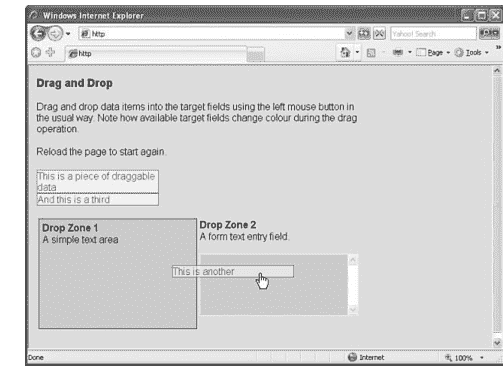 Windows Internet Explorer
http
Yahoo! Search
http
Page
Tools
Drag and Drop
Drag and drop data items into the target fields using the left mouse button in
the usual way. Note how available target fields change colour during the drag
operation.
Reload the page to start again.
This is a piece of draggable
data
And this is a third
Drop Zone 1
A simple text area
Drop Zone 2
A form text entry field.
This is another
Done
Internet
100%